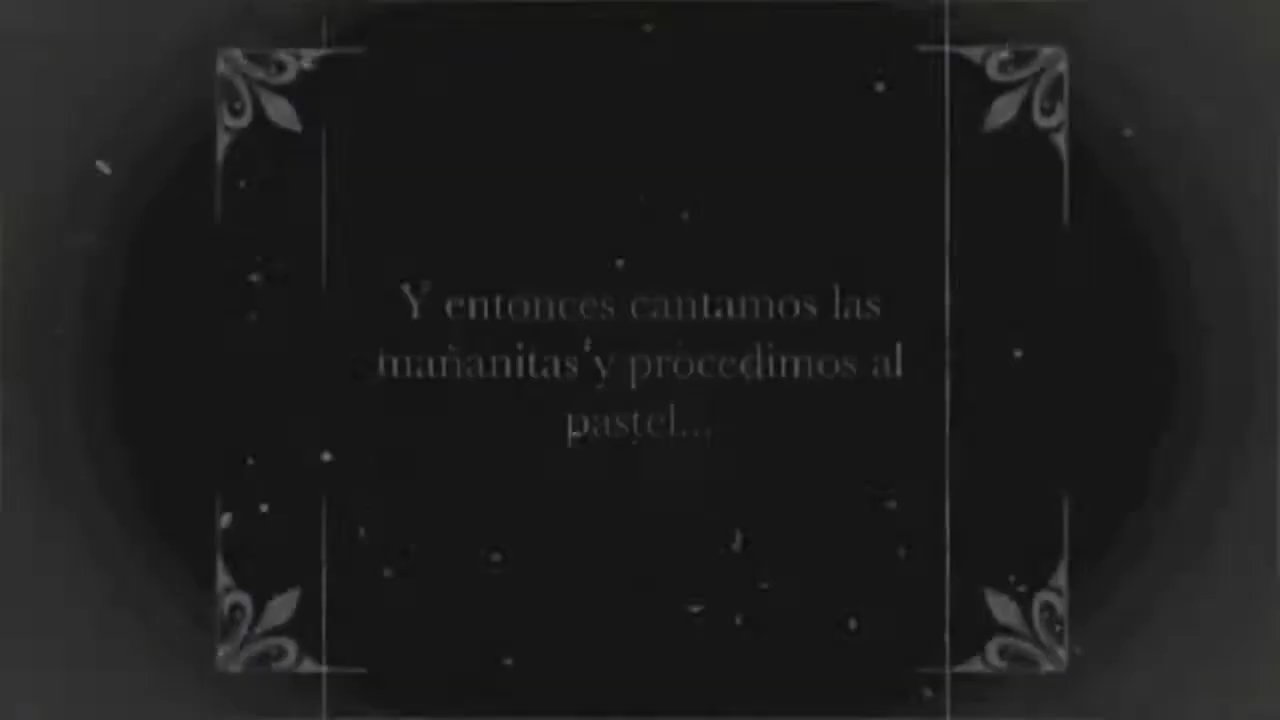 Y entonces cantamos las
mañanitas y procedimos al
pastel...